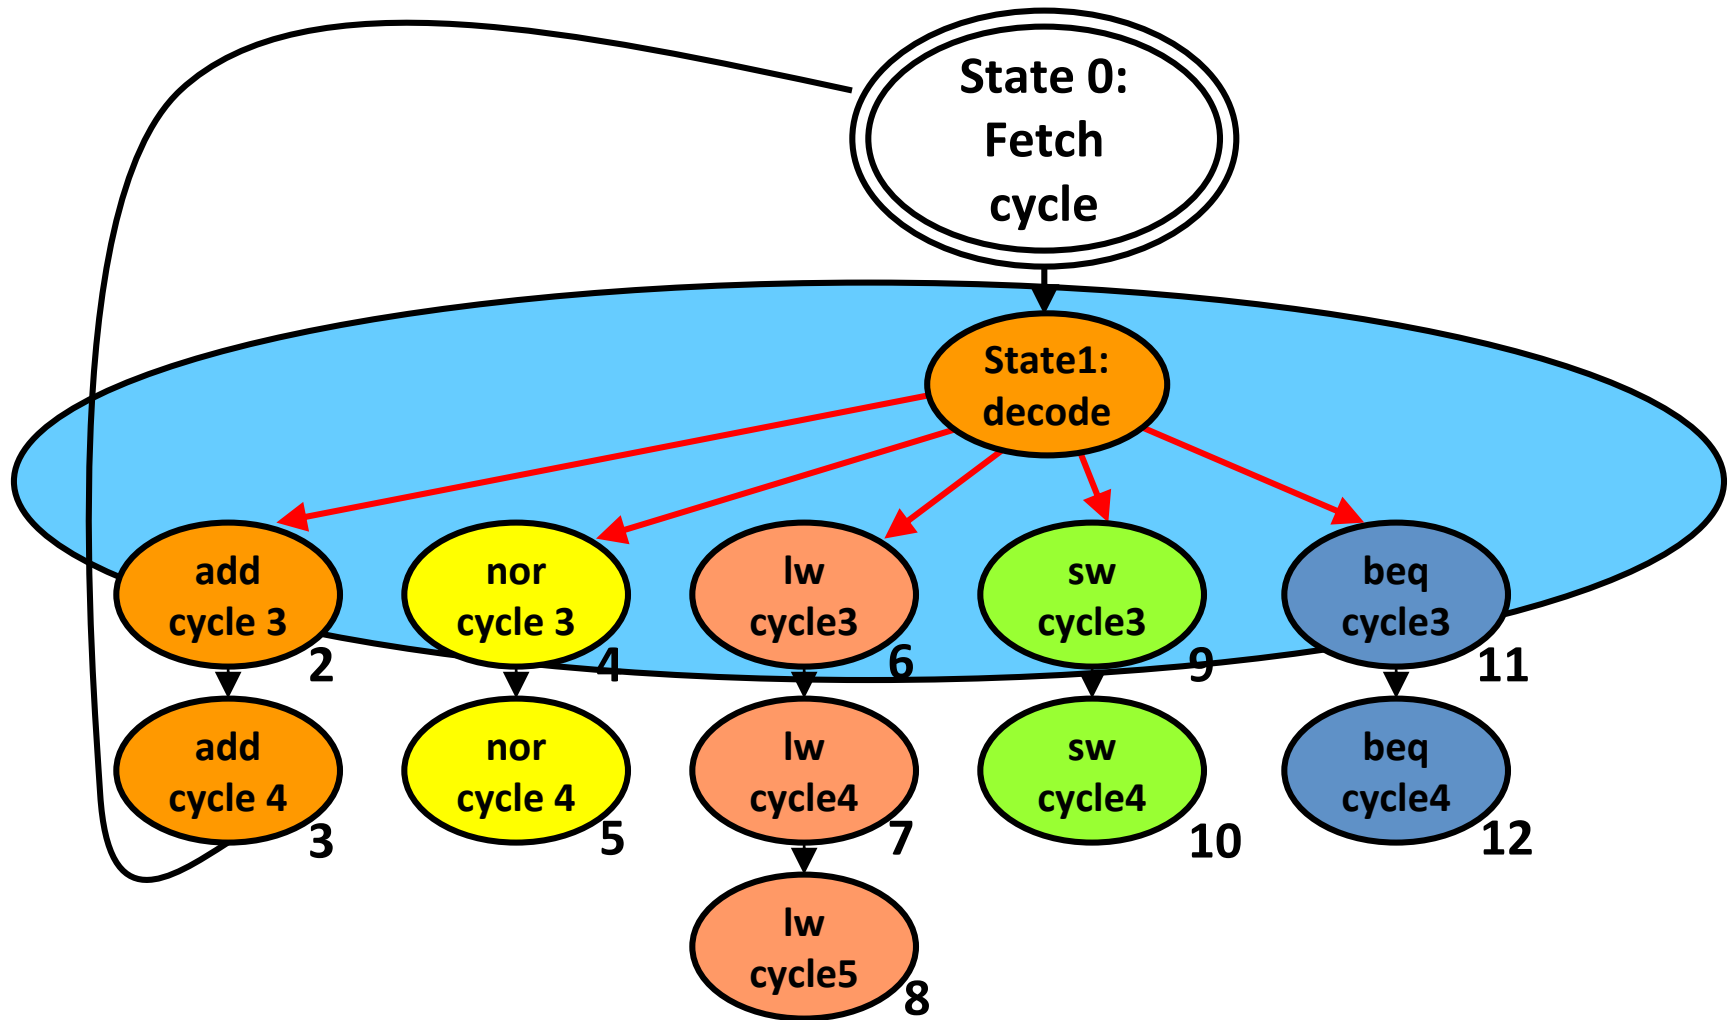 State 0:
Fetch
cycle
State1:
decode
add
cycle 3
2
nor
cycle 3
4
lw
cycle3
6
sw
cycle3
9
beq
cycle3
11
add
cycle 4
3
nor
cycle 4
5
lw
cycle4
7
sw
cycle4
10
beq
cycle4
12
lw
cycle5
8